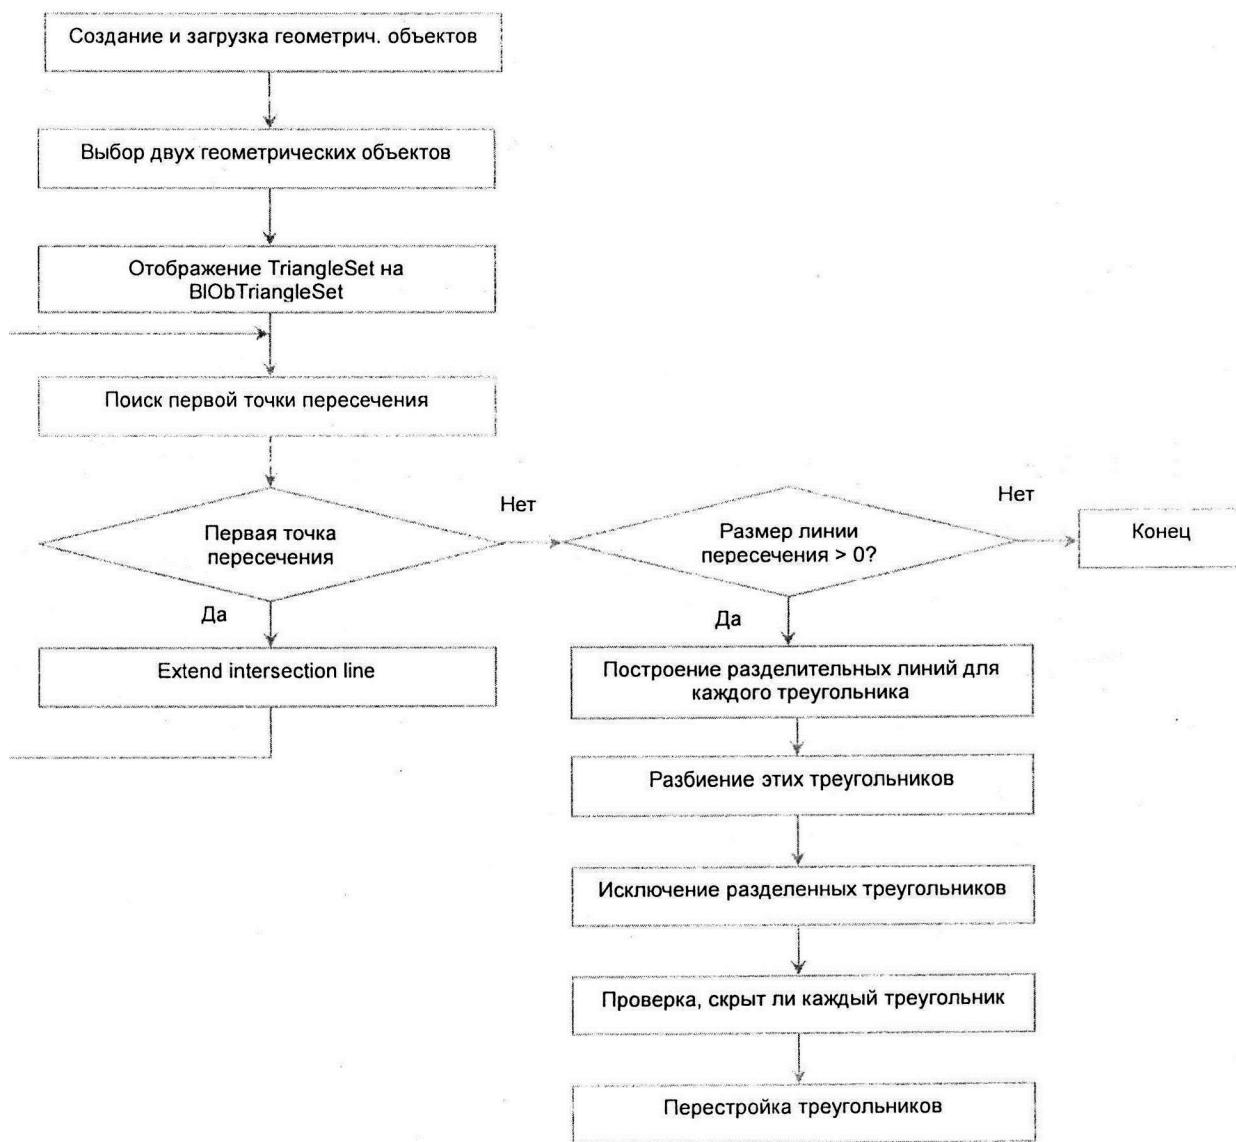 Создание и загрузка геометрич. объектов
Выбор двух геометрических объектов
Отображение TriangleSet на
BlObTriangleSet
Поиск первой точки пересечения
Первая точка
пересечения
Нет
Да
Extend intersection line
Размер линии
пересечения > 0?
Нет
Конец
Да
Построение разделительных линий для
каждого треугольника
Разбиение этих треугольников
Исключение разделенных треугольников
Проверка, скрыт ли каждый треугольник
Перестройка треугольников